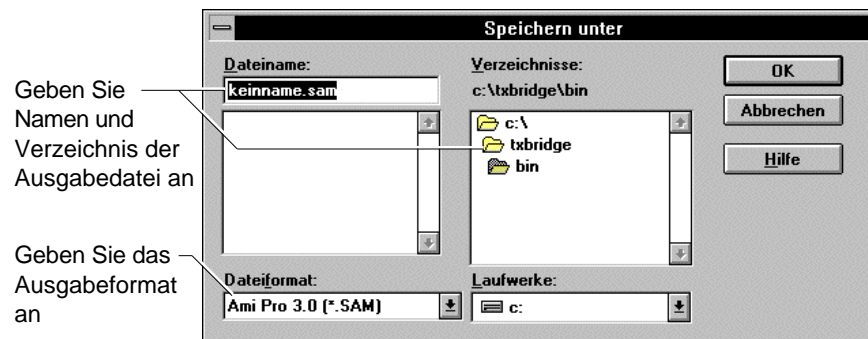 Speichern unter
Dateiname:
keinname.sam
Verzeichnisse:
c:\txbridge\bin
c:\
txbridge
bin
OK
Abbrechen
Hilfe
Geben Sie
Namen und
Verzeichnis der
Ausgabedatei an
Geben Sie das
Ausgabeformat
an
Dateiformat:
Ami Pro 3.0 (*.SAM)
Laufwerke:
c: